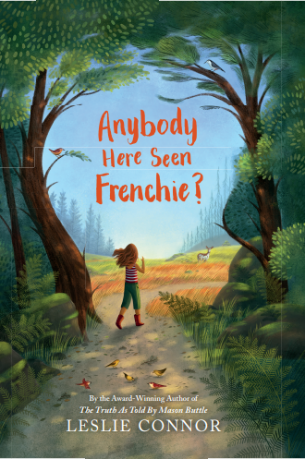 Anybody
Here Seen
Frenchie?
By the Award-Winning Author of
The Truth As Told By Mason Buttle
LESLIE CONNOR